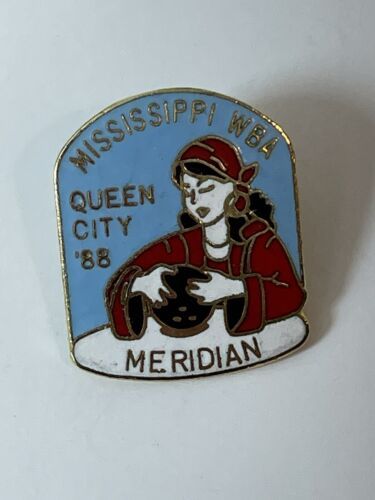 MISSISSIPPI WBA
QUEEN
CITY
'88
MERIDIAN